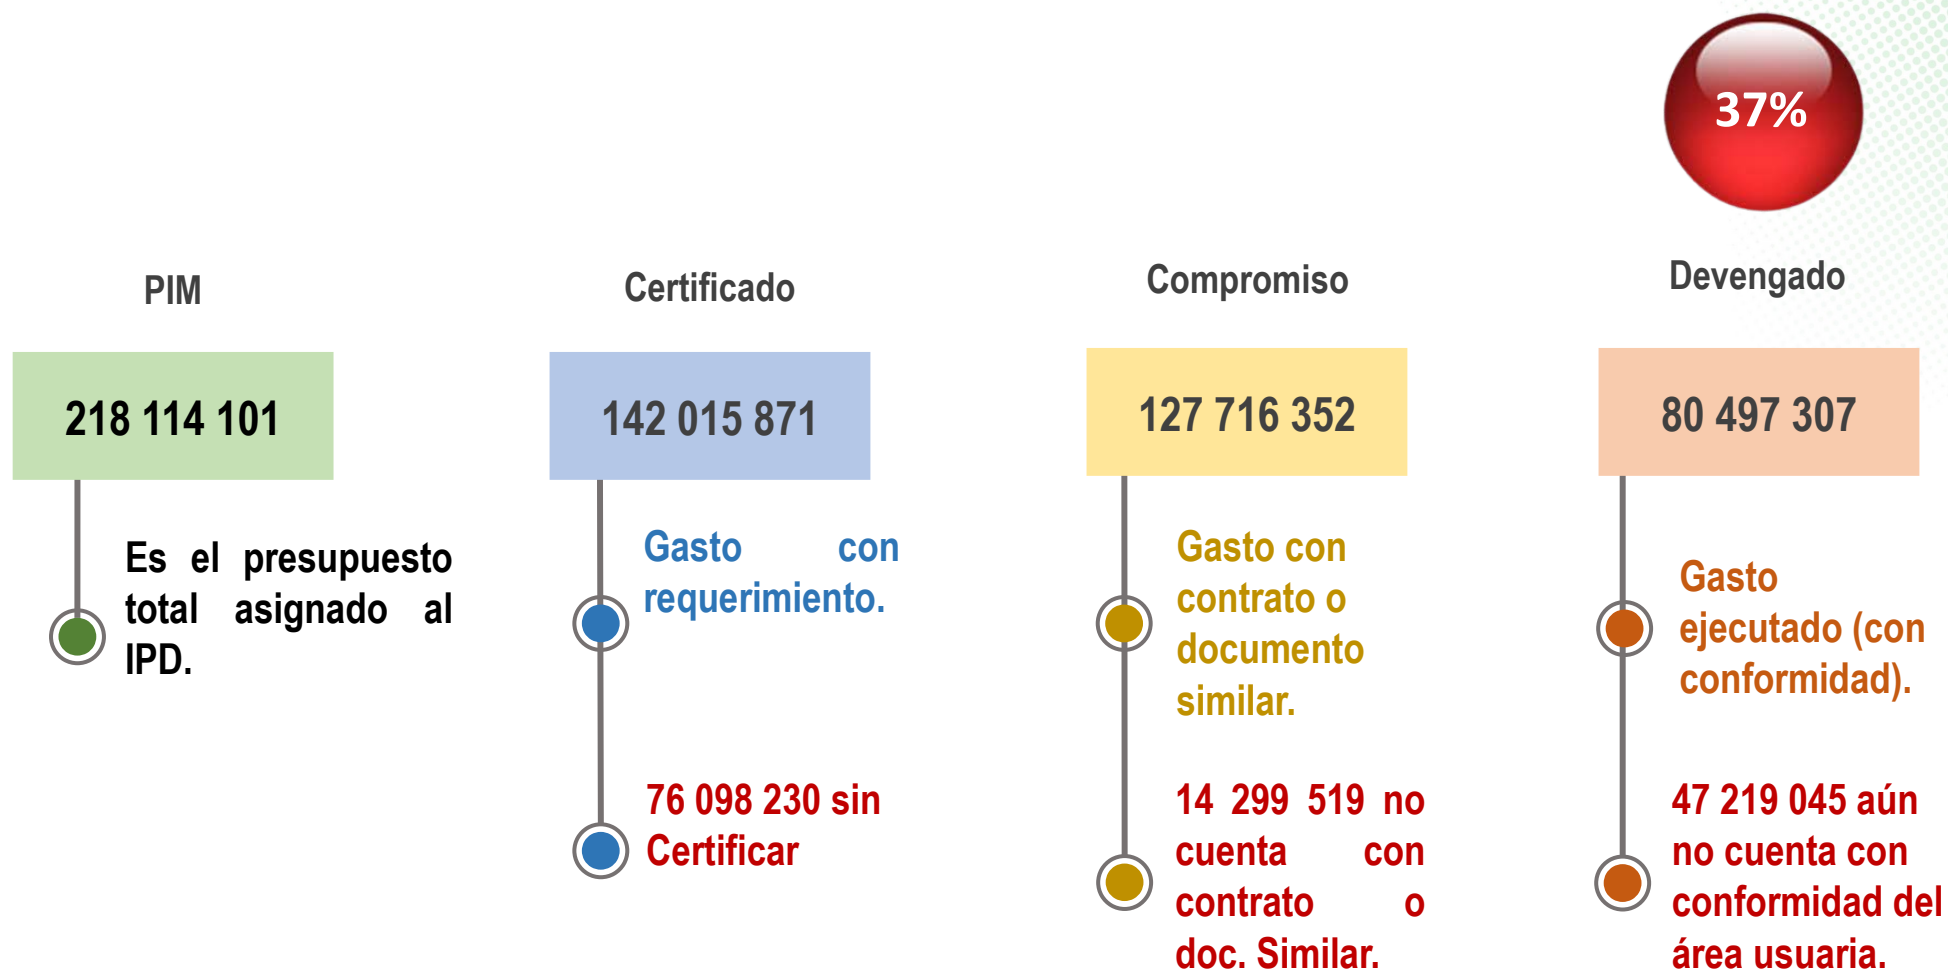 37%
PIM
218 114 101
Es el presupuesto
total asignado al
IPD.
Certificado
142 015 871
Gasto con
requerimiento.
76 098 230 sin
Certificar
Compromiso
127 716 352
Gasto con
contrato o
documento
similar.
14 299 519 no
cuenta con
contrato o
doc. Similar.
Devengado
80 497 307
Gasto
ejecutado (con
conformidad).
47 219 045 aún
no cuenta con
conformidad del
área usuaria.